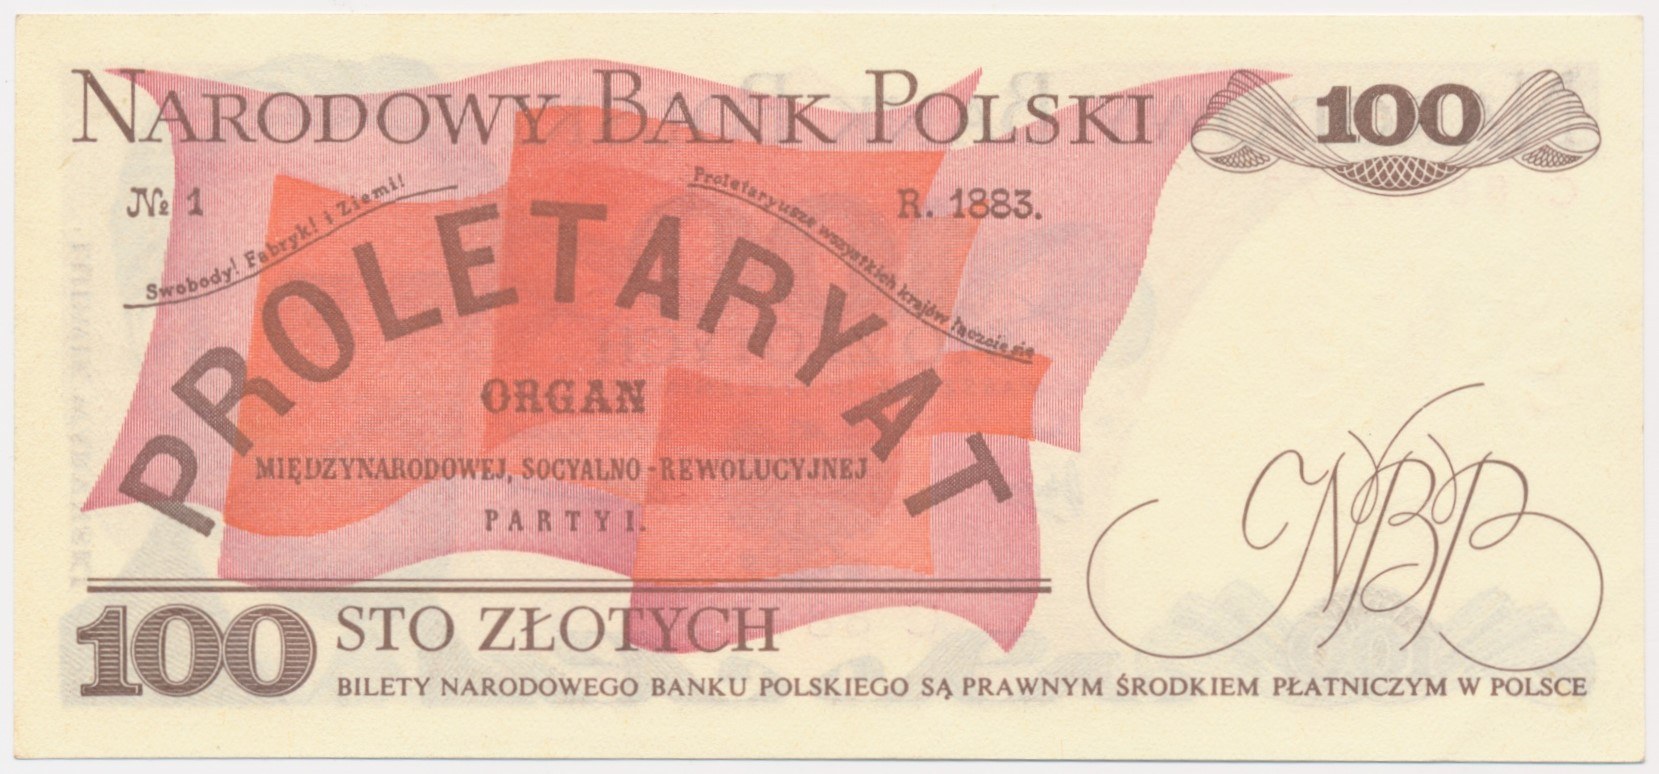 NARODOWY BANK POLSKI
100
№ 1
R. 1883.
Swobody! Fabryk! i Ziemi!
Proletaryusze wszystkich krajów łączcie się
PROLETARYAT
ORGAN
MIĘDZYNARODOWEJ, SOCYALNO-REWOLUCYJNEJ
PARTYI.
NBP
100
STO ZŁOTYCH
BILETY NARODOWEGO BANKU POLSKIEGO SĄ PRAWNYM ŚRODKIEM PŁATNICZYM W POLSCE